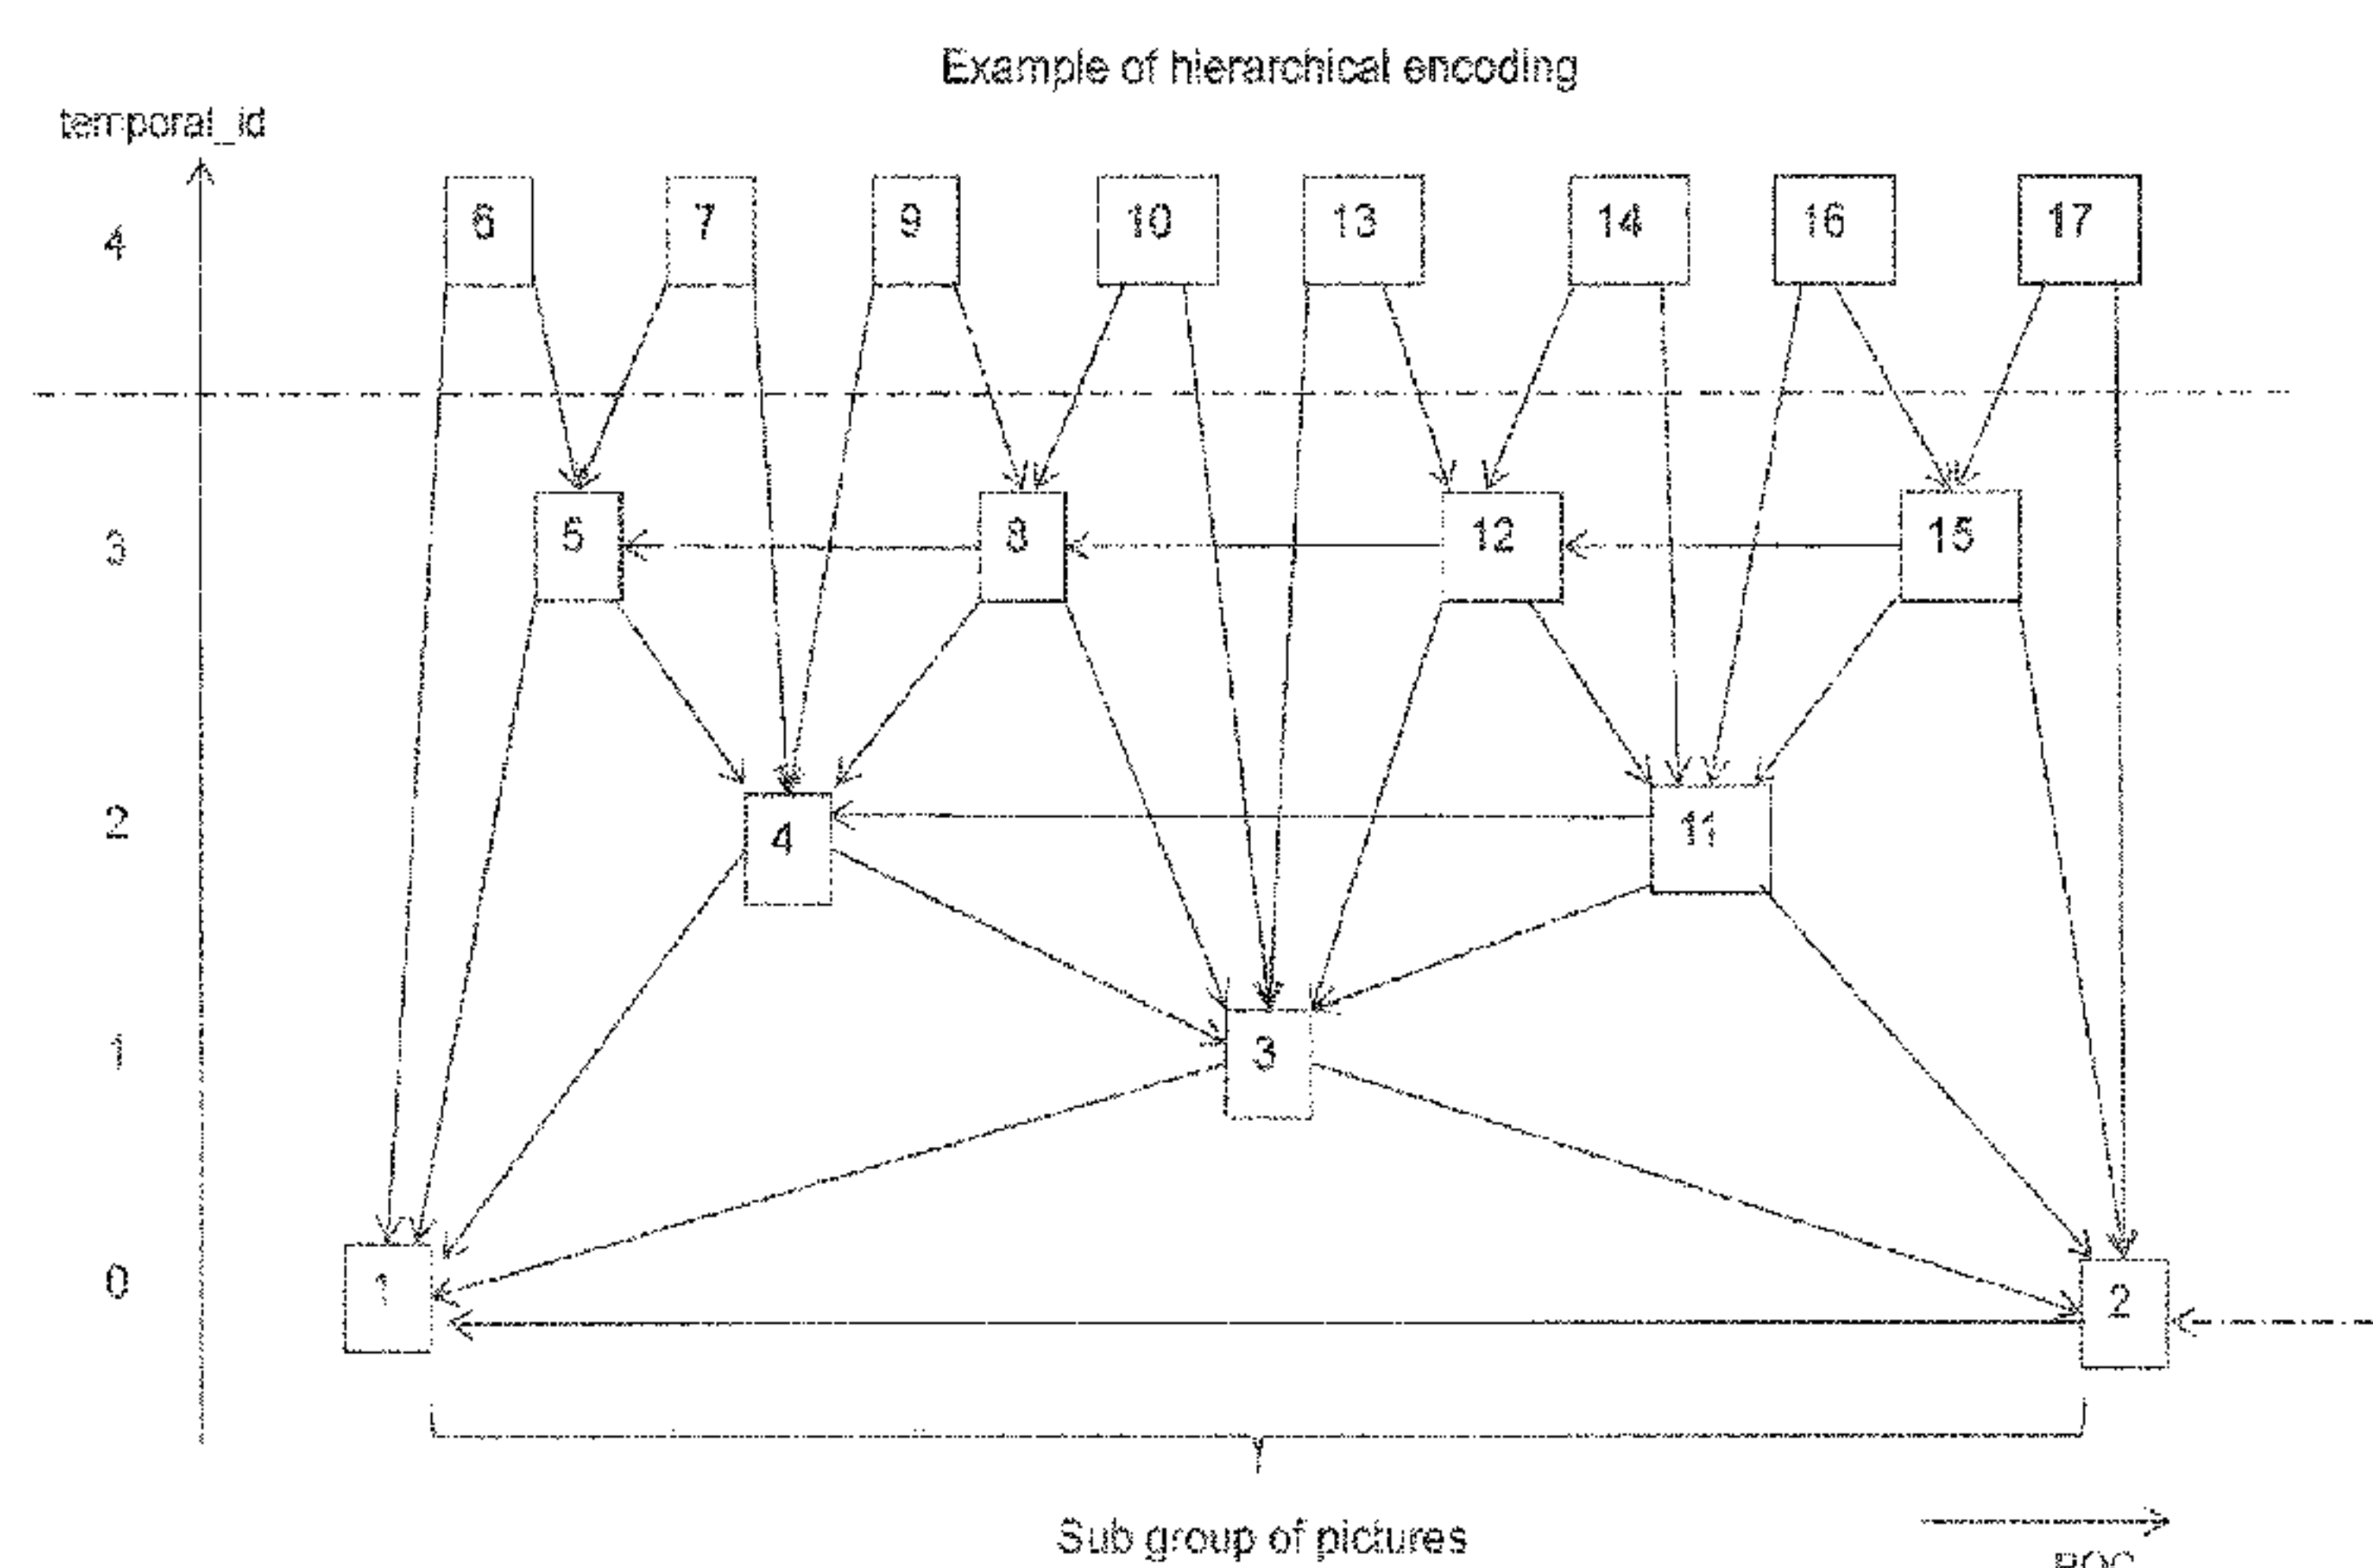 Example of hierarchical encoding
temporal_id
4 6 7 9 10 13 14 16 17
3 5 8 12 15
2 4 11
1 3
0 1 2
Sub group of pictures
POC